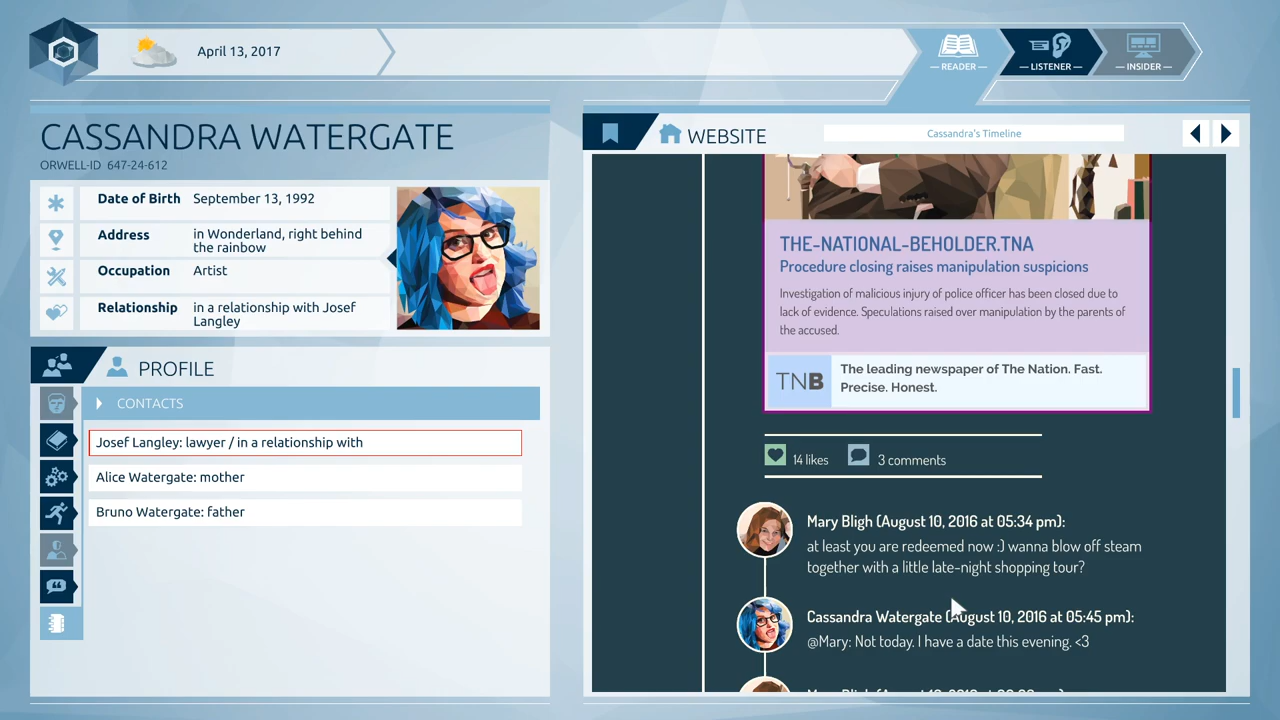 April 13, 2017
— READER —
— LISTENER —
— INSIDER —
CASSANDRA WATERGATE
ORWELL-ID 647-24-612
Date of Birth September 13, 1992
Address in Wonderland, right behind
the rainbow
Occupation Artist
Relationship in a relationship with Josef
Langley
PROFILE
CONTACTS
Josef Langley: lawyer / in a relationship with
Alice Watergate: mother
Bruno Watergate: father
WEBSITE
Cassandra's Timeline
THE-NATIONAL-BEHOLDER.TNA
Procedure closing raises manipulation suspicions
Investigation of malicious injury of police officer has been closed due to
lack of evidence. Speculations raised over manipulation by the parents of
the accused.
TNB
The leading newspaper of The Nation. Fast.
Precise. Honest.
14 likes
3 comments
Mary Bligh (August 10, 2016 at 05:34 pm):
at least you are redeemed now :) wanna blow off steam
together with a little late-night shopping tour?
Cassandra Watergate (August 10, 2016 at 05:45 pm):
@Mary: Not today. I have a date this evening. <3